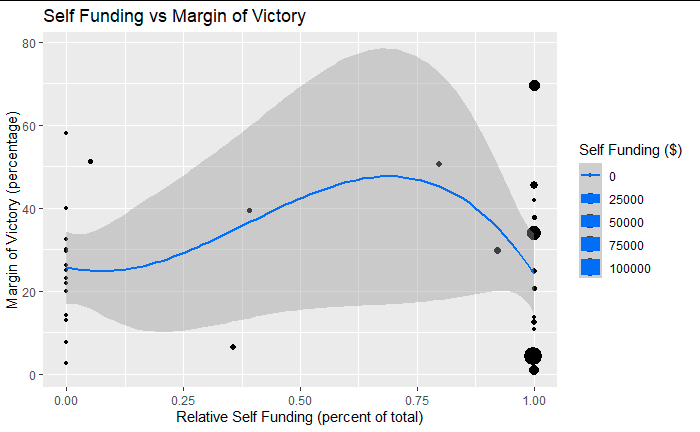 Self Funding vs Margin of Victory
Margin of Victory (percentage)
80
60
40
20
0
0.00 0.25 0.50 0.75 1.00
Relative Self Funding (percent of total)
Self Funding ($)
0
25000
50000
75000
100000